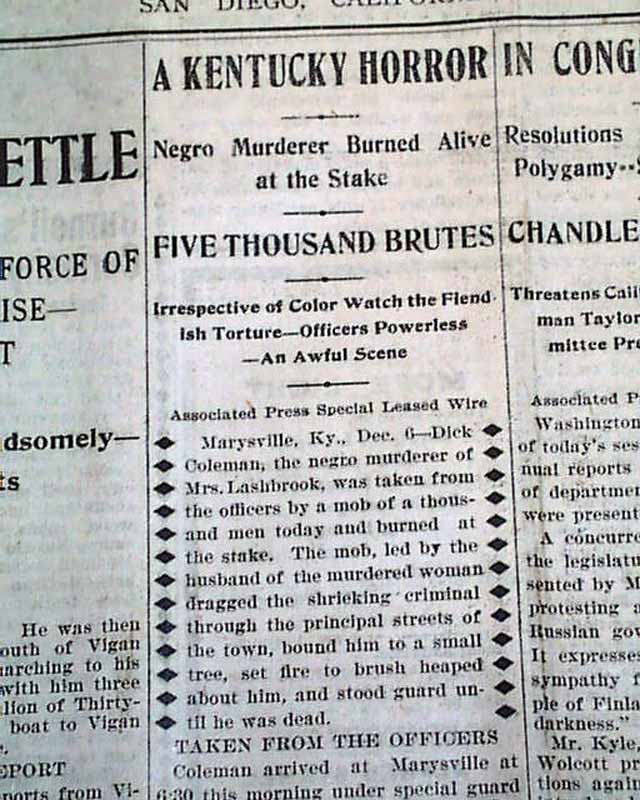 SAN DIEGO, CALIFORNIA
ETTLE
FORCE OF
ISE—
T
dsomely—
ts
He was then
outh of Vigan
arching to his
with him three
lion of Thirty-
boat to Vigan
e.
EPORT
ports from Vi-
A KENTUCKY HORROR
Negro Murderer Burned Alive
at the Stake
FIVE THOUSAND BRUTES
Irrespective of Color Watch the Fiend-
ish Torture—Officers Powerless
—An Awful Scene
Associated Press Special Leased Wire
Marysville, Ky., Dec. 6—Dick
Coleman, the negro murderer of
Mrs. Lashbrook, was taken from
the officers by a mob of a thous-
and men today and burned at
the stake. The mob, led by the
husband of the murdered woman
dragged the shrieking criminal
through the principal streets of
the town, bound him to a small
tree, set fire to brush heaped
about him, and stood guard un-
til he was dead.
TAKEN FROM THE OFFICERS
Coleman arrived at Marysville at
6:30 this morning under special guard
IN CONG
Resolutions
Polygamy--S
CHANDLE
Threatens Cali
man Taylor
mittee Pre
Associated P
Washington
of today's ses
nual reports
of departmen
were present
A concurre
the legislatu
sented by M
protesting a
Russian gov
It expresses
sympathy f
ple of Finla
darkness."
Mr. Kyle,
Wolcott pr
tions again